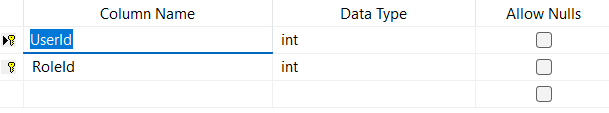 Column Name Data Type Allow Nulls
UserId int
RoleId int